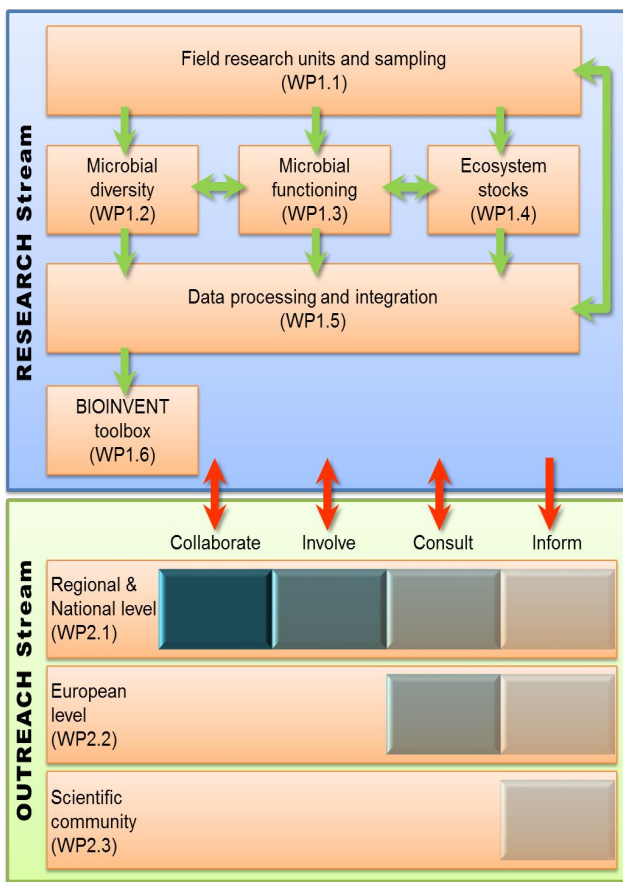 RESEARCH Stream
Field research units and sampling
(WP1.1)
Microbial
diversity
(WP1.2)
Microbial
functioning
(WP1.3)
Ecosystem
stocks
(WP1.4)
Data processing and integration
(WP1.5)
BIOINVENT
toolbox
(WP1.6)
OUTREACH Stream
Collaborate
Involve
Consult
Inform
Regional &
National level
(WP2.1)
European
level
(WP2.2)
Scientific
community
(WP2.3)